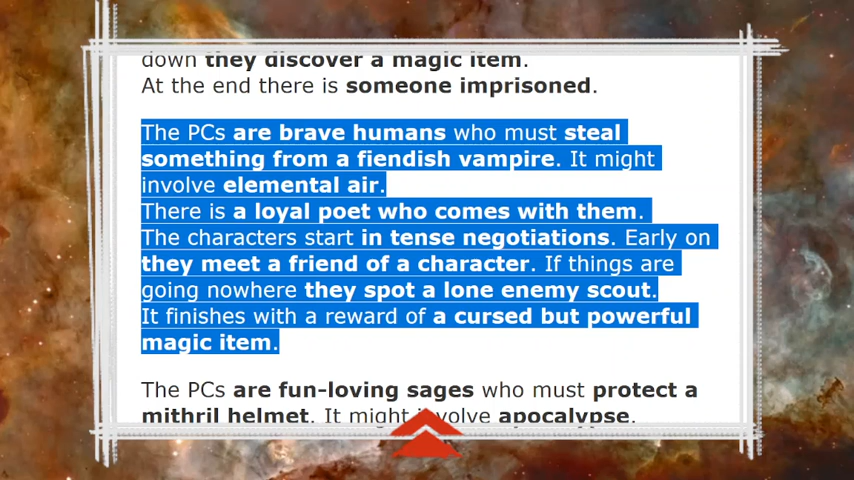 down they discover a magic item.
At the end there is someone imprisoned.
The PCs are brave humans who must steal
something from a fiendish vampire. It might
involve elemental air.
There is a loyal poet who comes with them.
The characters start in tense negotiations. Early on
they meet a friend of a character. If things are
going nowhere they spot a lone enemy scout.
It finishes with a reward of a cursed but powerful
magic item.
The PCs are fun-loving sages who must protect a
mithril helmet. It might involve apocalypse.